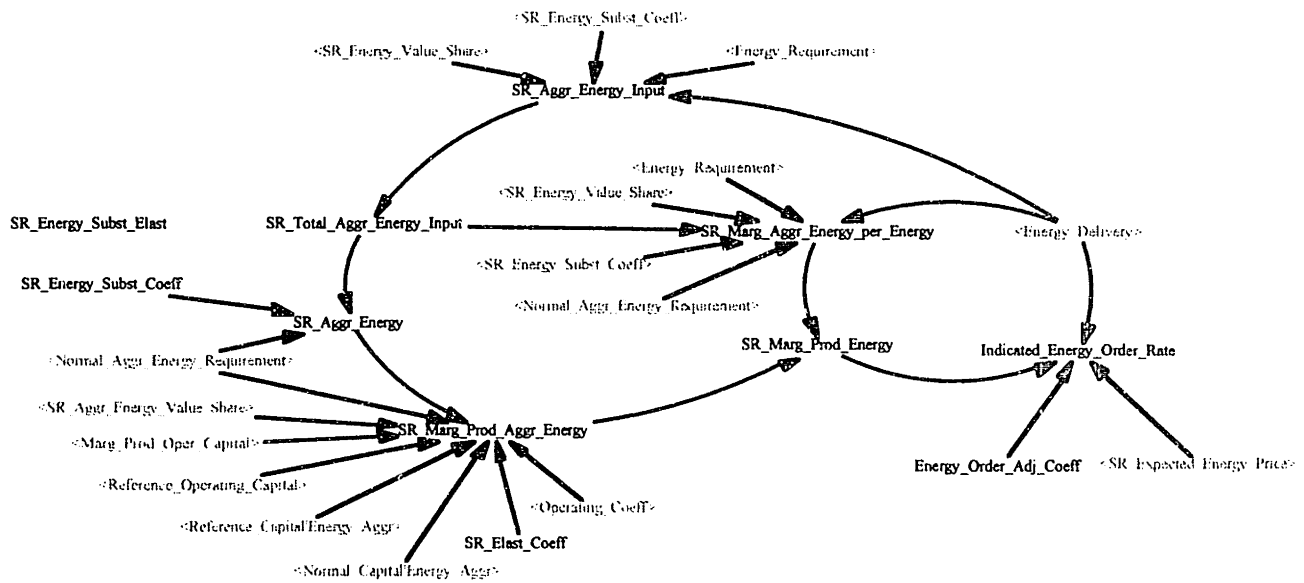 <SR_Energy_Subst_Coeff>
<SR_Energy_Value_Share>
<Energy_Requirement>
SR_Aggr_Energy_Input
<Energy_Requirement>
<SR_Energy_Value_Share>
SR_Energy_Subst_Elast
SR_Total_Aggr_Energy_Input
SR_Marg_Aggr_Energy_per_Energy
<Energy_Delivery>
<SR_Energy_Subst_Coeff>
SR_Energy_Subst_Coeff
<Normal_Aggr_Energy_Requirement>
SR_Aggr_Energy
SR_Marg_Prod_Energy
Indicated_Energy_Order_Rate
<Normal_Aggr_Energy_Requirement>
<SR_Aggr_Energy_Value_Share>
SR_Marg_Prod_Aggr_Energy
<Marg_Prod_Oper_Capital>
Energy_Order_Adj_Coeff
<SR_Expected_Energy_Price>
<Reference_Operating_Capital>
<Operating_Coeff>
<Reference_Capital/Energy_Aggr>
SR_Elast_Coeff
<Normal_Capital/Energy_Aggr>